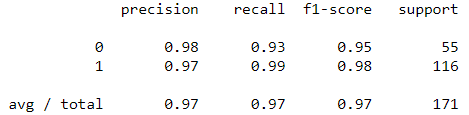 precision recall f1-score support
0 0.98 0.93 0.95 55
1 0.97 0.99 0.98 116
avg / total 0.97 0.97 0.97 171